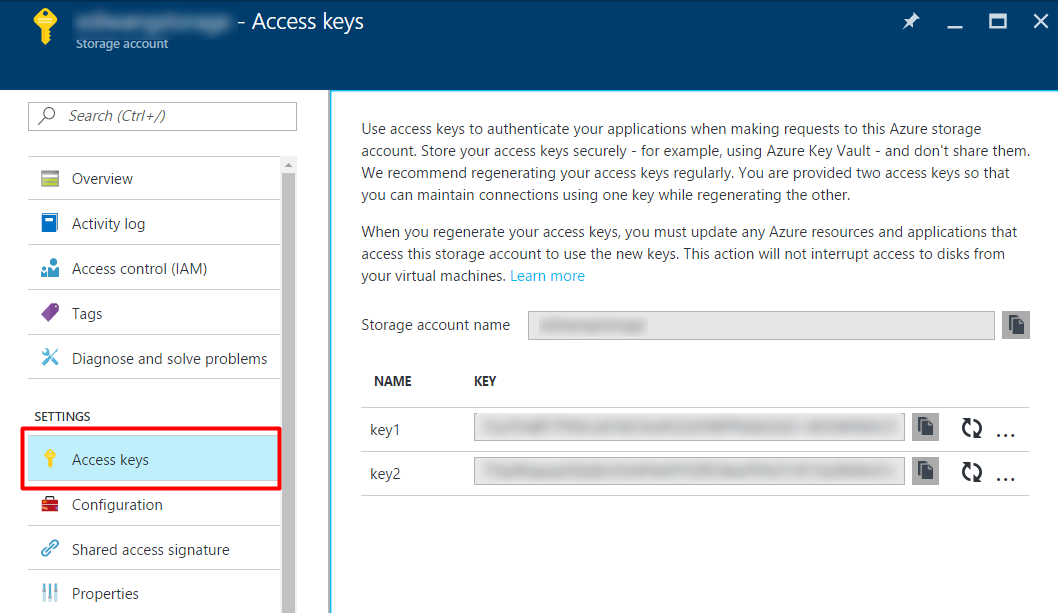 - Access keys
Storage account
Search (Ctrl+/)
Overview
Activity log
Access control (IAM)
Tags
Diagnose and solve problems
SETTINGS
Access keys
Configuration
Shared access signature
Properties
Use access keys to authenticate your applications when making requests to this Azure storage
account. Store your access keys securely - for example, using Azure Key Vault - and don't share them.
We recommend regenerating your access keys regularly. You are provided two access keys so that
you can maintain connections using one key while regenerating the other.
When you regenerate your access keys, you must update any Azure resources and applications that
access this storage account to use the new keys. This action will not interrupt access to disks from
your virtual machines. Learn more
Storage account name
NAME KEY
key1
...
key2
...